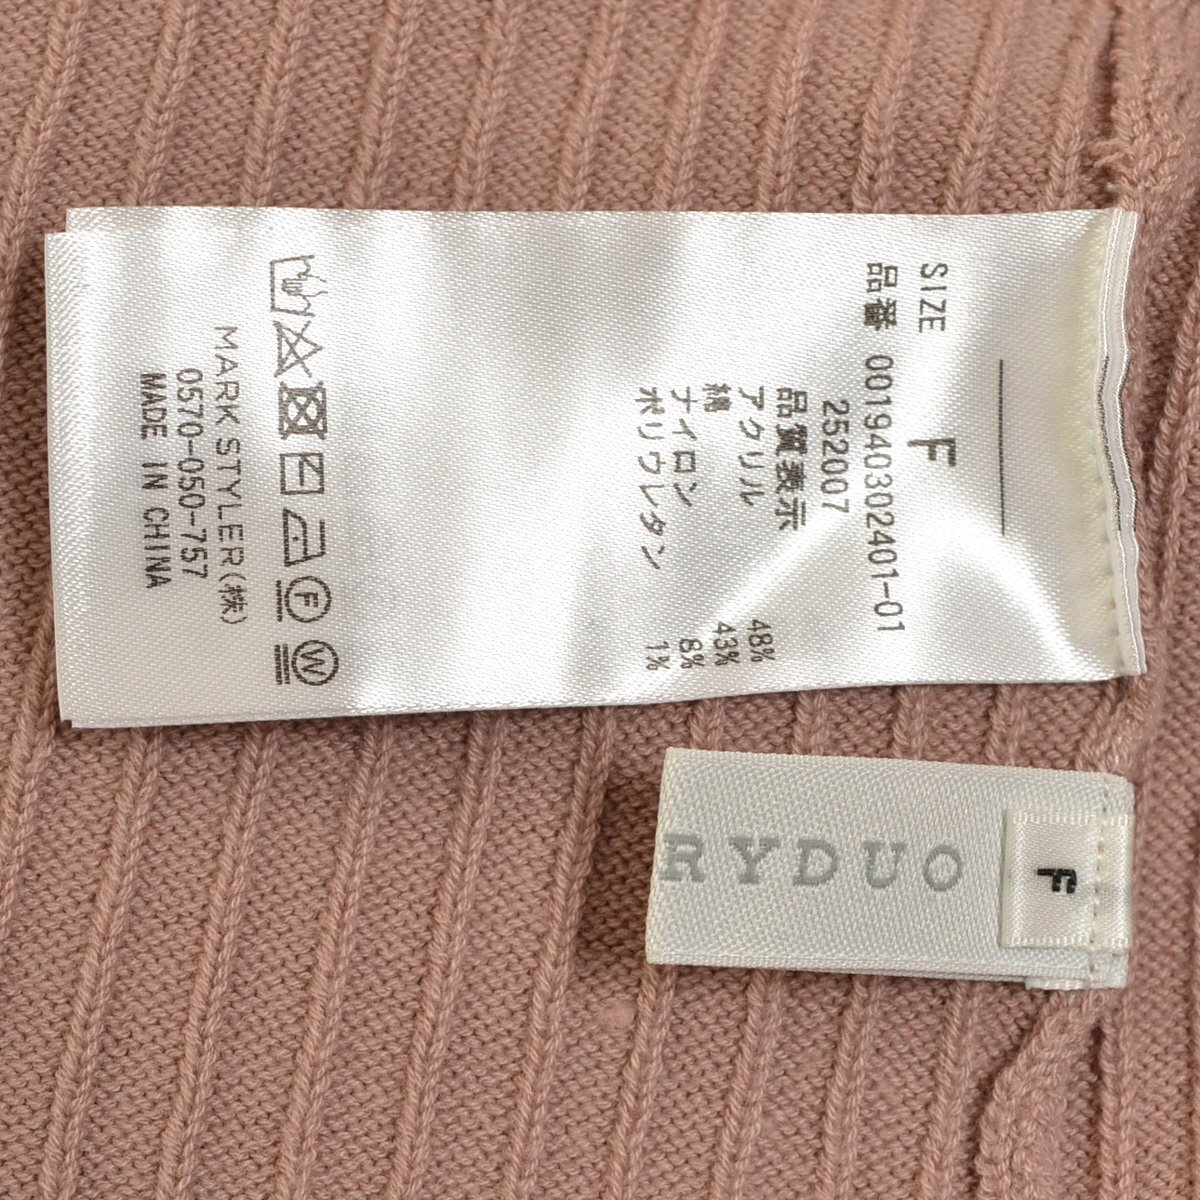 SIZE F
品番 001940302401-01
252007
品質表示
アクリル 48%
綿 43%
ナイロン 8%
ポリウレタン 1%
F
W
MARK STYLER(株)
0570-050-757
MADE IN CHINA
RYDUO
F